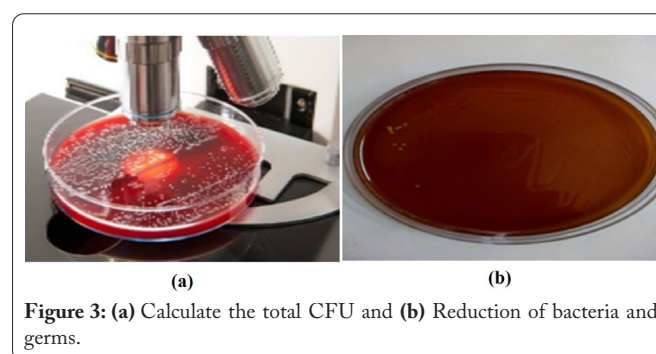 (a)
(b)
Figure 3: (a) Calculate the total CFU and (b) Reduction of bacteria and
germs.